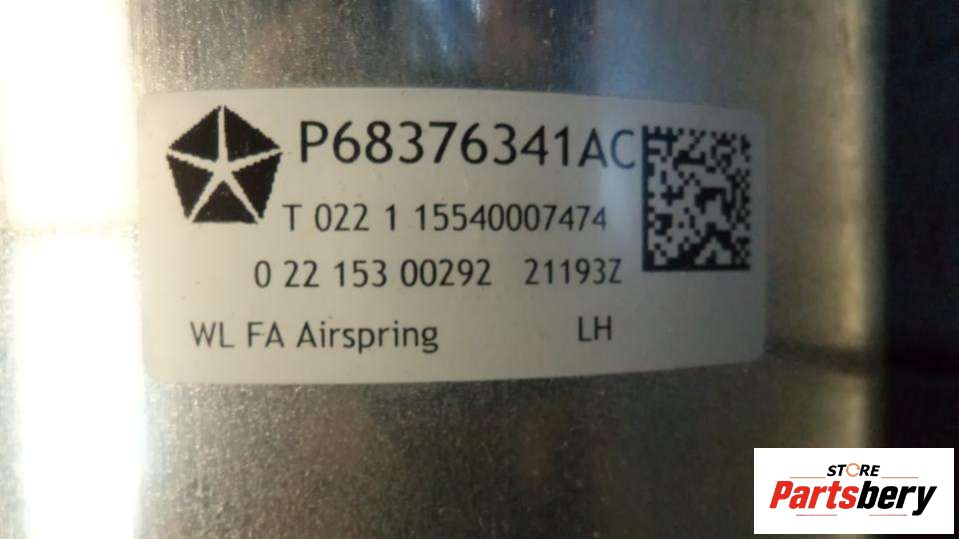 P68376341AC
T 022 1 15540007474
0 22 153 00292 21193Z
WL FA Airspring LH
STORE
Partsbery